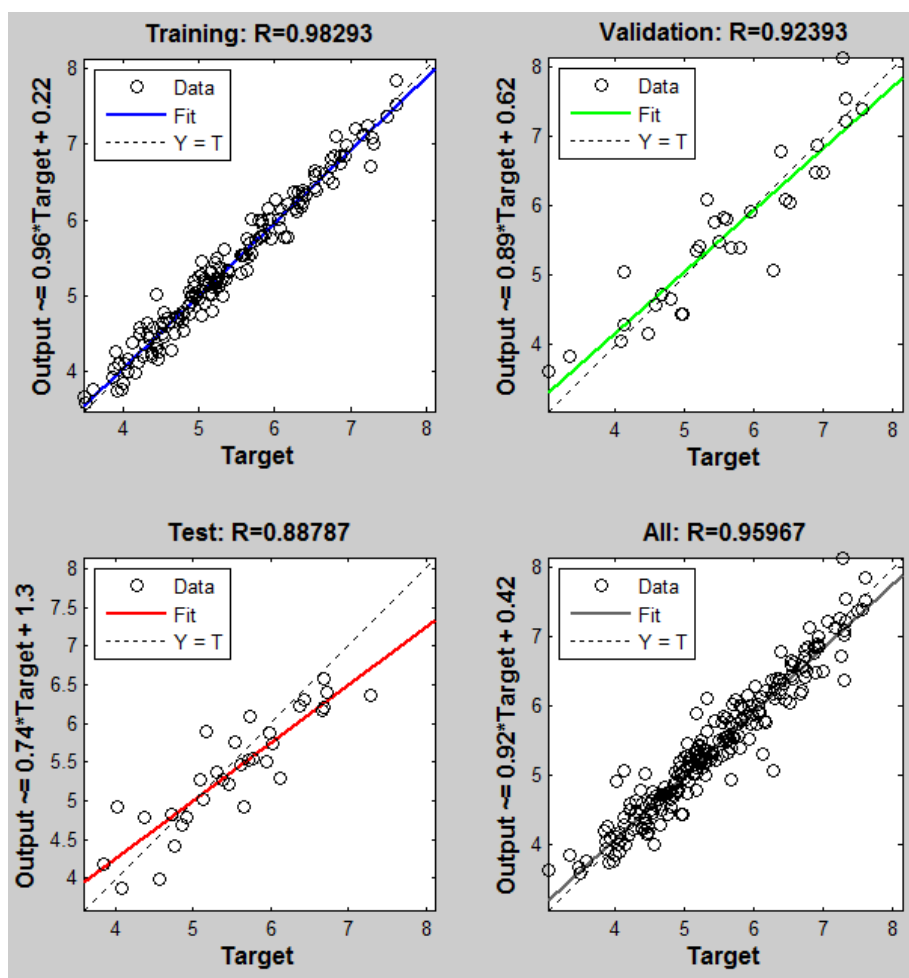 Training: R=0.98293
Output ~= 0.96*Target + 0.22
8
7
6
5
4
Data
Fit
Y = T
4 5 6 7 8
Target
Validation: R=0.92393
Output ~= 0.89*Target + 0.62
8
7
6
5
4
Data
Fit
Y = T
4 5 6 7 8
Target
Test: R=0.88787
Output ~= 0.74*Target + 1.3
8
7.5
7
6.5
6
5.5
5
4.5
4
Data
Fit
Y = T
4 5 6 7 8
Target
All: R=0.95967
Output ~= 0.92*Target + 0.42
8
7
6
5
4
Data
Fit
Y = T
4 5 6 7 8
Target